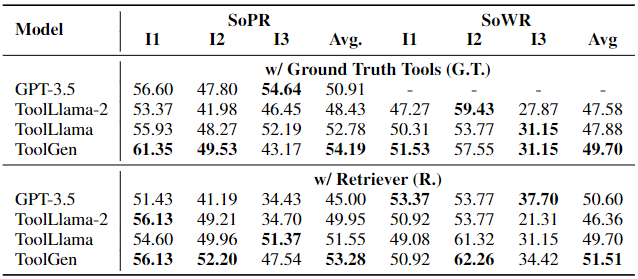 Model SoPR SoWR
I1 I2 I3 Avg. I1 I2 I3 Avg
w/ Ground Truth Tools (G.T.)
GPT-3.5 56.60 47.80 54.64 50.91 - - - -
ToolLlama-2 53.37 41.98 46.45 48.43 47.27 59.43 27.87 47.58
ToolLlama 55.93 48.27 52.19 52.78 50.31 53.77 31.15 47.88
ToolGen 61.35 49.53 43.17 54.19 51.53 57.55 31.15 49.70
w/ Retriever (R.)
GPT-3.5 51.43 41.19 34.43 45.00 53.37 53.77 37.70 50.60
ToolLlama-2 56.13 49.21 34.70 49.95 50.92 53.77 21.31 46.36
ToolLlama 54.60 49.96 51.37 51.55 49.08 61.32 31.15 49.70
ToolGen 56.13 52.20 47.54 53.28 50.92 62.26 34.42 51.51